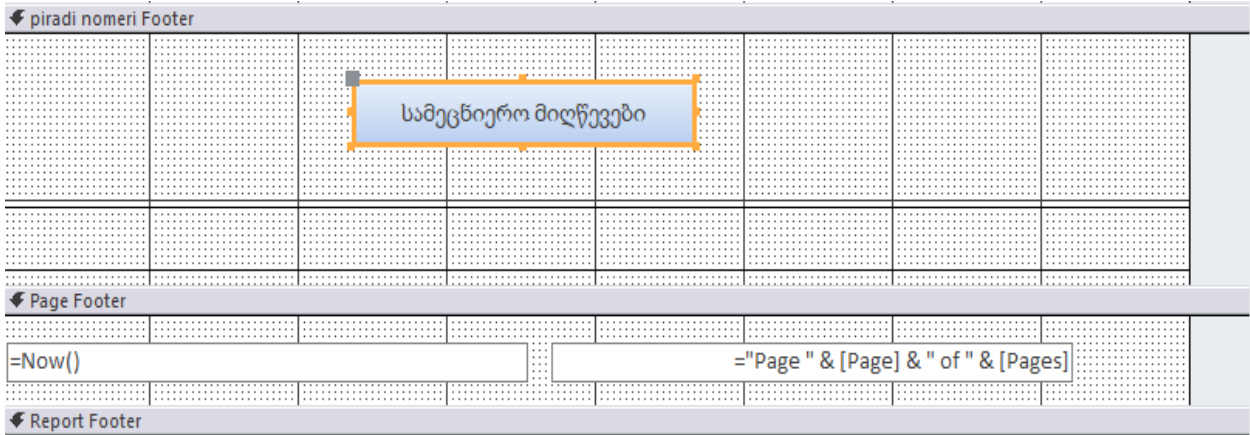 piradi nomeri Footer
სამეცნიერო მიღწევები
Page Footer
=Now()
="Page " & [Page] & " of " & [Pages]
Report Footer